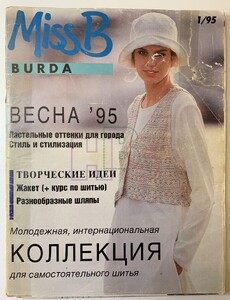 Miss B
1/95
BURDA
ВЕСНА '95
Пастельные оттенки для города
Стиль и стилизация
ТВОРЧЕСКИЕ ИДЕИ
Жакет (+ курс по шитью)
Разнообразные шляпы
Молодежная, интернациональная
КОЛЛЕКЦИЯ
для самостоятельного шитья